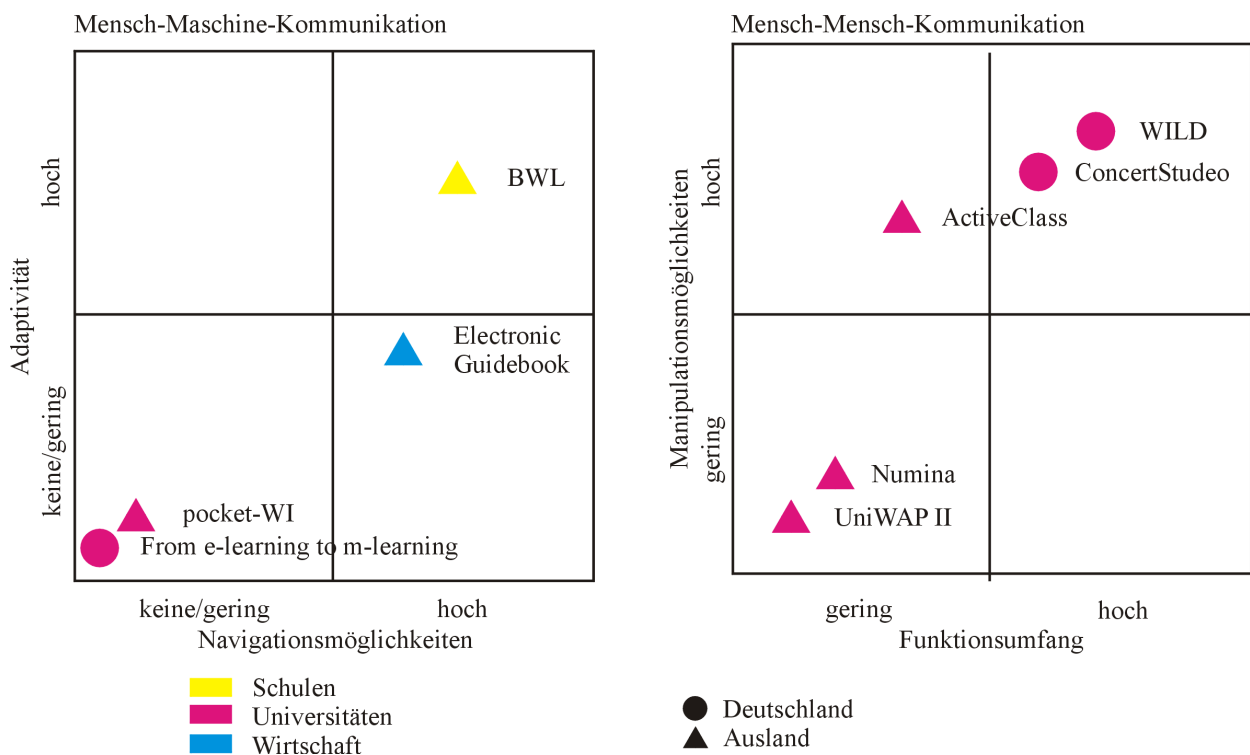 Mensch-Maschine-Kommunikation
hoch
Adaptivität
keine/gering
BWL
Electronic
Guidebook
pocket-WI
From e-learning to m-learning
keine/gering
hoch
Navigationsmöglichkeiten
Mensch-Mensch-Kommunikation
hoch
Manipulationsmöglichkeiten
gering
WILD
ConcertStudeo
ActiveClass
Numina
UniWAP II
gering
hoch
Funktionsumfang
Schulen
Universitäten
Wirtschaft
Deutschland
Ausland